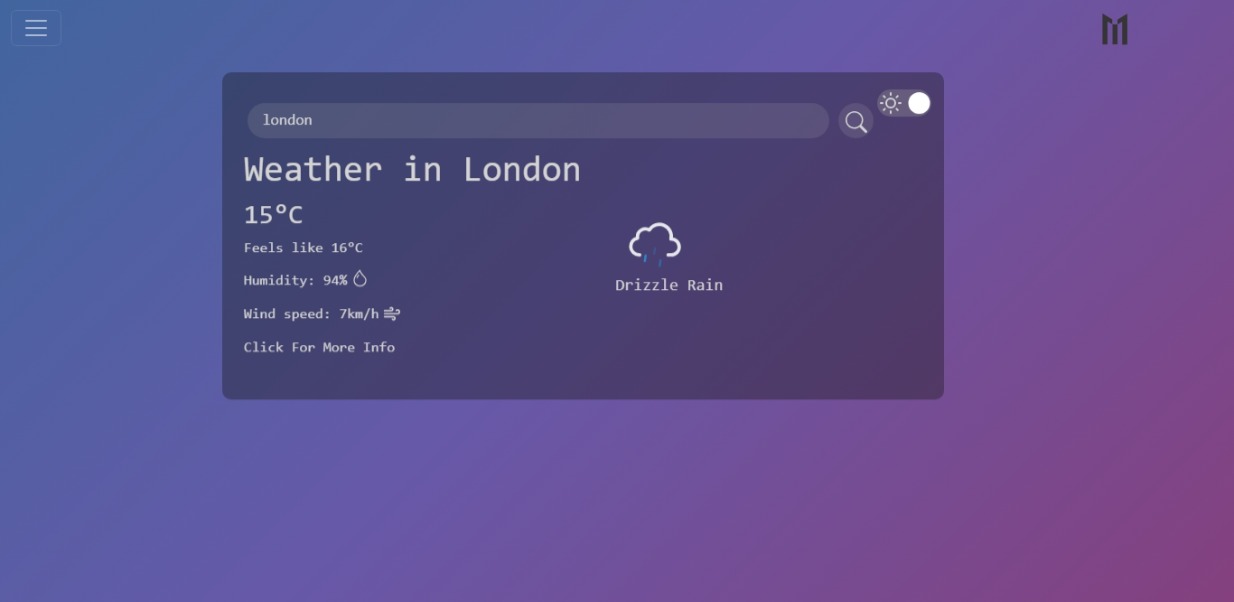 london
Weather in London
15°C
Feels like 16°C
Humidity: 94%
Wind speed: 7km/h
Click For More Info
Drizzle Rain